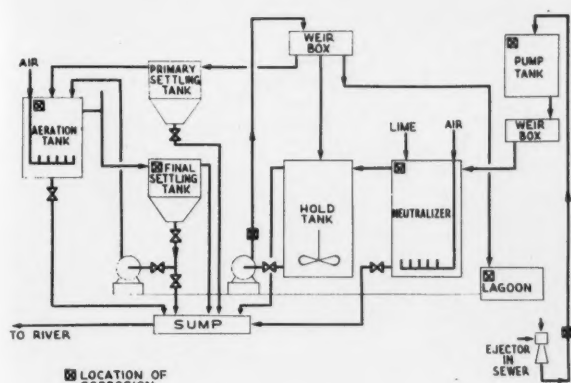 WEIR
BOX
PUMP
TANK
AIR
PRIMARY
SETTLING
TANK
AERATION
TANK
WEIR
BOX
LIME
AIR
FINAL
SETTLING
TANK
HOLD
TANK
NEUTRALIZER
LAGOON
SUMP
TO RIVER
EJECTOR
IN
SEWER
LOCATION OF
CORROSION